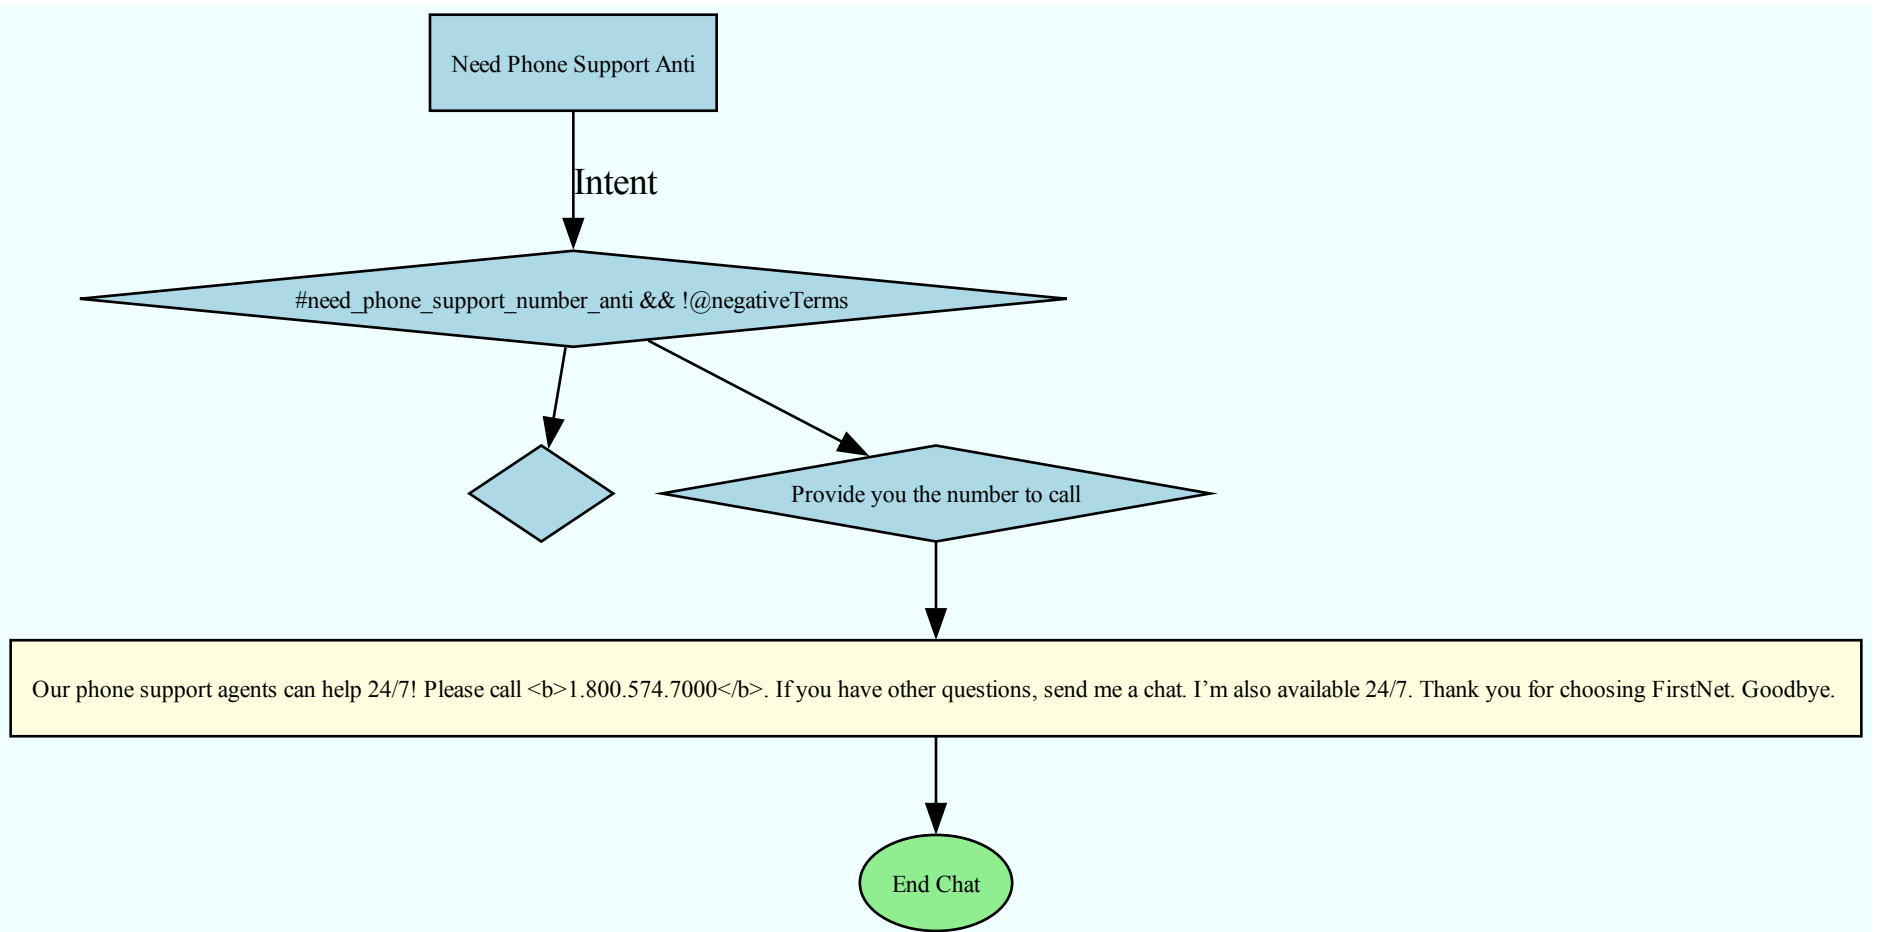 Need Phone Support Anti
Intent
#need_phone_support_number_anti && !@negativeTerms
Provide you the number to call
Our phone support agents can help 24/7! Please call <b>1.800.574.7000</b>. If you have other questions, send me a chat. I’m also available 24/7. Thank you for choosing FirstNet. Goodbye.
End Chat